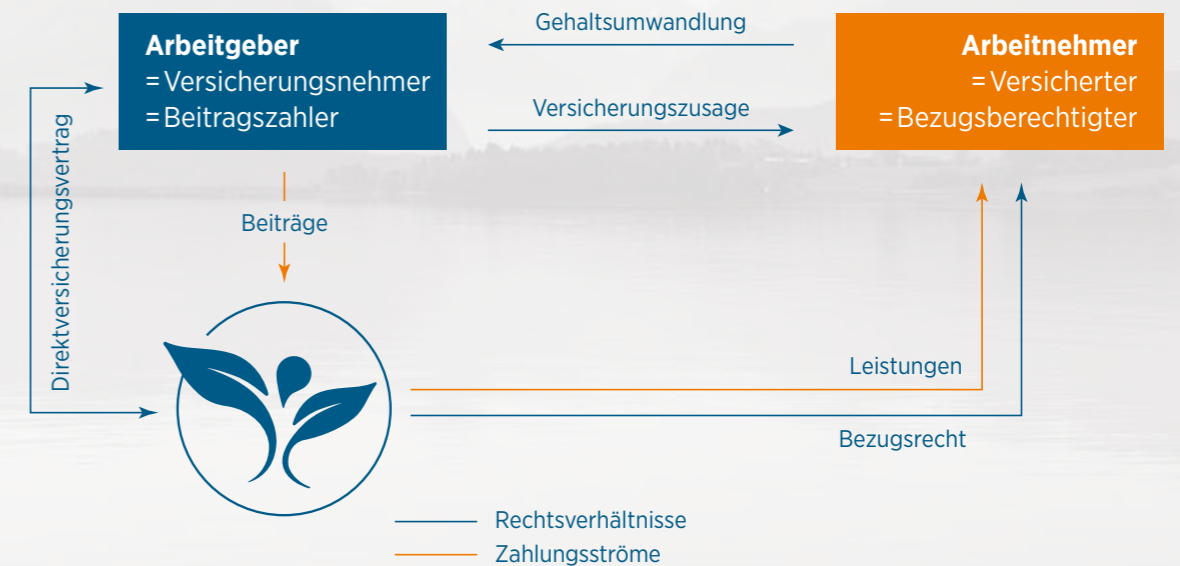 Gehaltsumwandlung
Arbeitgeber
=Versicherungsnehmer
=Beitragszahler
Arbeitnehmer
=Versicherter
=Bezugsberechtigter
Versicherungszusage
Direktversicherungsvertrag
Beiträge
Leistungen
Bezugsrecht
Rechtsverhältnisse
Zahlungsströme